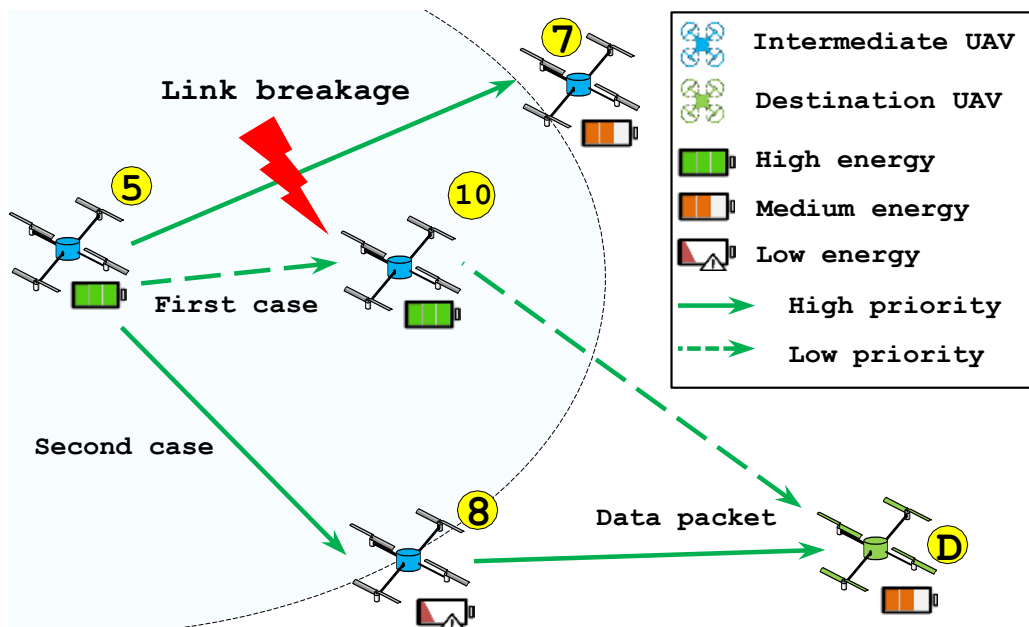 7
Link breakage
5
10
First case
Second case
8
Data packet
D
Intermediate UAV
Destination UAV
High energy
Medium energy
Low energy
High priority
Low priority